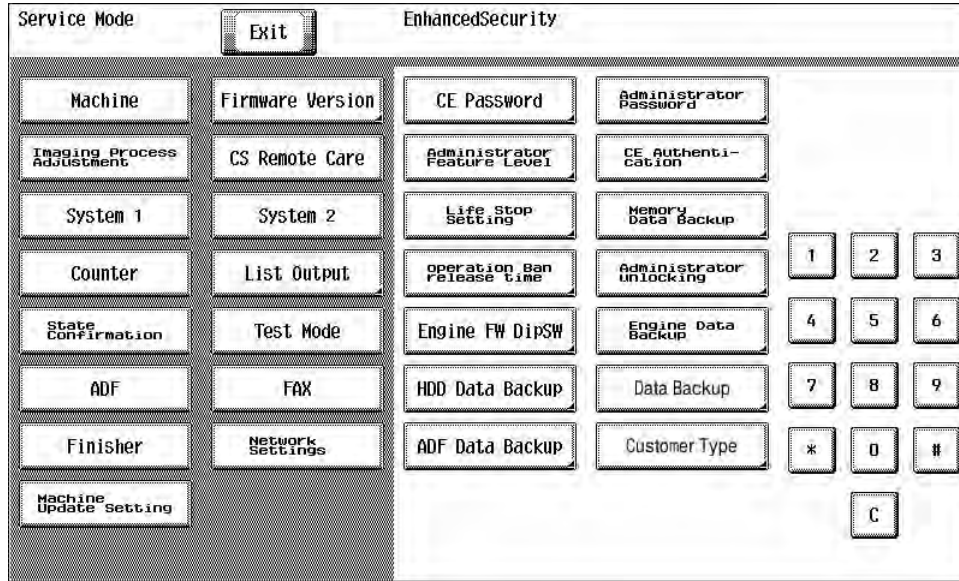 Service Mode
Exit
EnhancedSecurity
Machine
Firmware Version
CE Password
Administrator
Password
Imaging Process
Adjustment
CS Remote Care
Administrator
Feature Level
CE Authenti-
cation
System 1
System 2
Life Stop
Setting
Memory
Data Backup
Counter
List Output
Operation Ban
release time
Administrator
unlocking
1
2
3
State
Confirmation
Test Mode
Engine FW DipSW
Engine Data
Backup
4
5
6
ADF
FAX
HDD Data Backup
Data Backup
7
8
9
Finisher
Network
Settings
ADF Data Backup
Customer Type
*
0
#
Machine
Update Setting
C